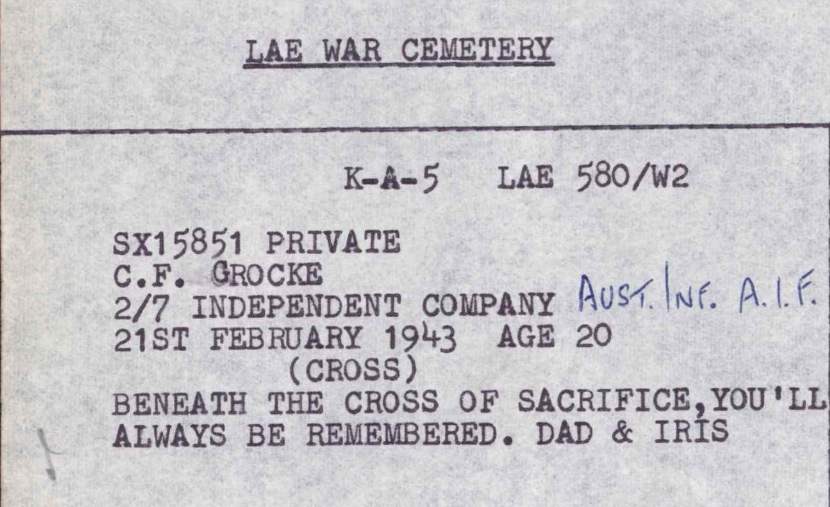 LAE WAR CEMETERY
K-A-5 LAE 580/W2
SX15851 PRIVATE
C.F. GROCKE
2/7 INDEPENDENT COMPANY AUST. INF. A.I.F.
21ST FEBRUARY 1943 AGE 20
(CROSS)
BENEATH THE CROSS OF SACRIFICE,YOU'LL
ALWAYS BE REMEMBERED. DAD & IRIS